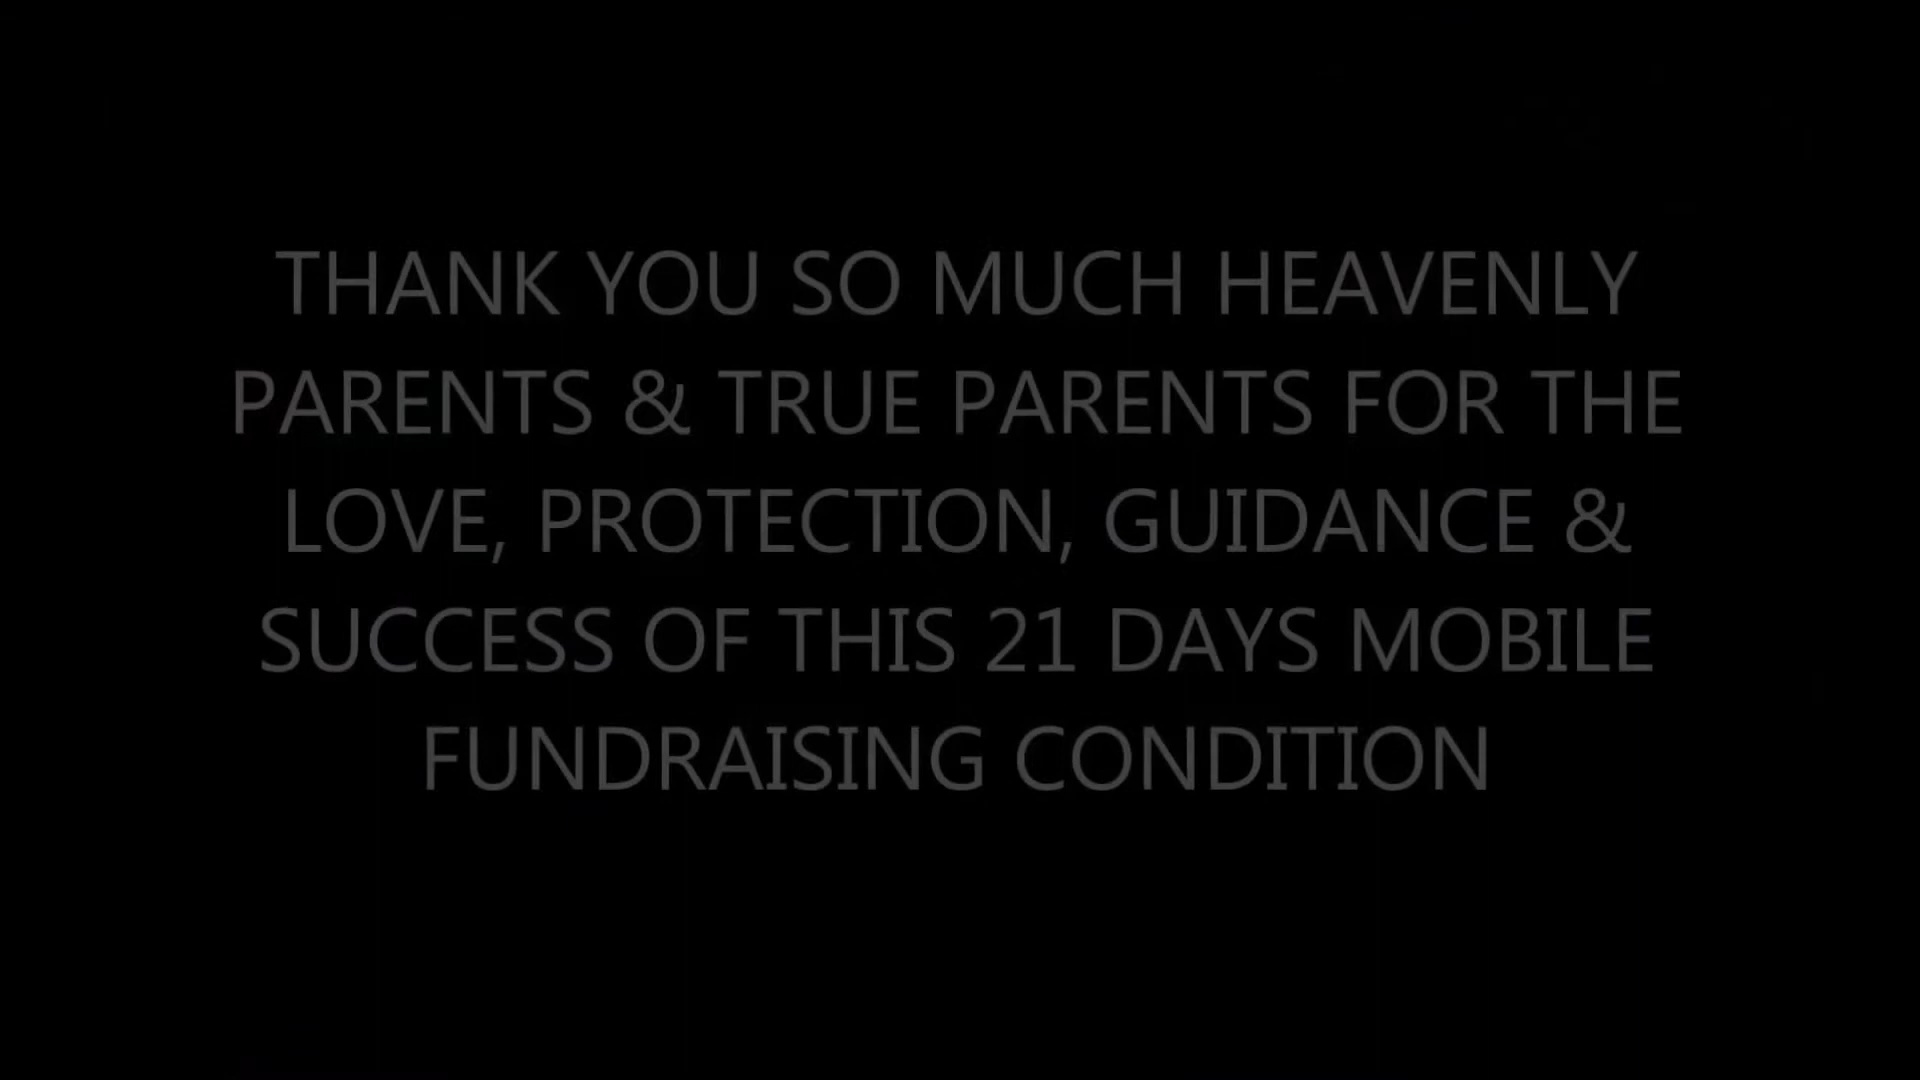 THANK YOU SO MUCH HEAVENLY
PARENTS & TRUE PARENTS FOR THE
LOVE, PROTECTION, GUIDANCE &
SUCCESS OF THIS 21 DAYS MOBILE
FUNDRAISING CONDITION